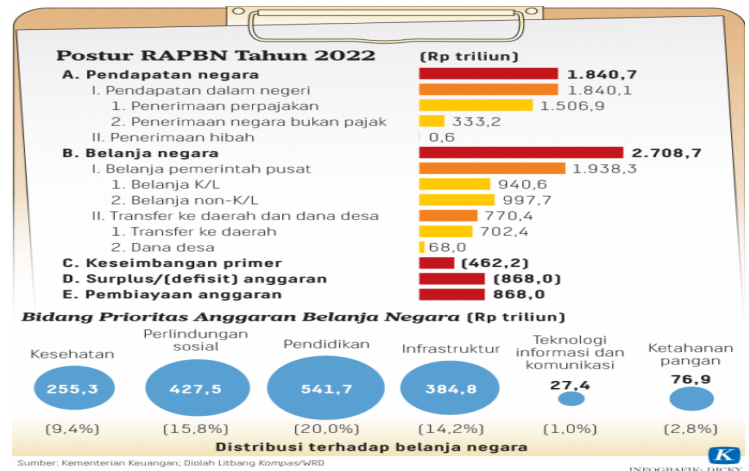 Postur RAPBN Tahun 2022 (Rp triliun)
A. Pendapatan negara 1.840,7
I. Pendapatan dalam negeri 1.840,1
1. Penerimaan perpajakan 1.506,9
2. Penerimaan negara bukan pajak 333,2
II. Penerimaan hibah 0,6
B. Belanja negara 2.708,7
I. Belanja pemerintah pusat 1.938,3
1. Belanja K/L 940,6
2. Belanja non-K/L 997,7
II. Transfer ke daerah dan dana desa 770,4
1. Transfer ke daerah 702,4
2. Dana desa 68,0
C. Keseimbangan primer (462,2)
D. Surplus/(defisit) anggaran (868,0)
E. Pembiayaan anggaran 868,0
Bidang Prioritas Anggaran Belanja Negara (Rp triliun)
Kesehatan
255,3
(9,4%)
Perlindungan
sosial
427,5
(15,8%)
Pendidikan
541,7
(20,0%)
Infrastruktur
384,8
(14,2%)
Teknologi
informasi dan
komunikasi
27,4
(1,0%)
Ketahanan
pangan
76,9
(2,8%)
Distribusi terhadap belanja negara
Sumber: Kementerian Keuangan; Diolah Litbang Kompas/WRD
K
INFOGRAFIK: DICKY